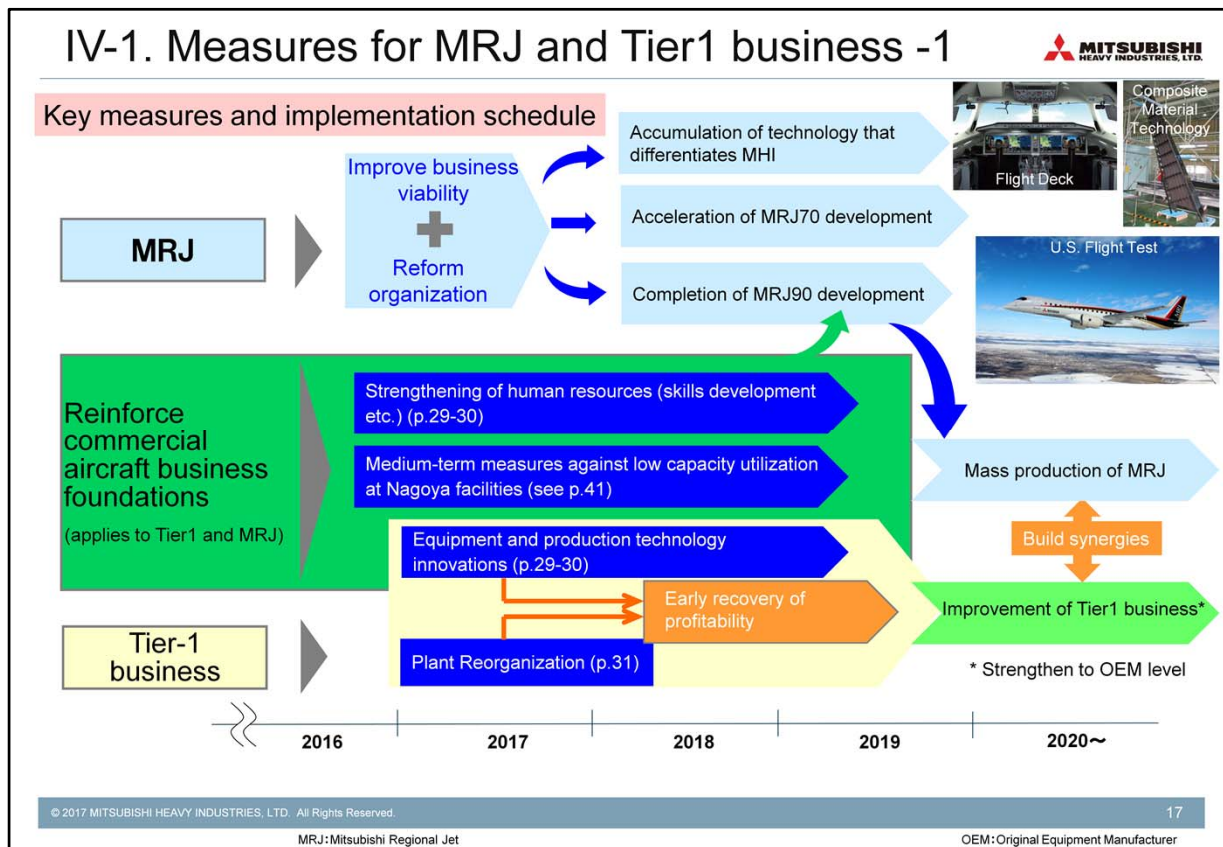 IV-1. Measures for MRJ and Tier1 business -1
MITSUBISHI
HEAVY INDUSTRIES, LTD.
Key measures and implementation schedule
MRJ
Improve business
viability
Reform
organization
Accumulation of technology that
differentiates MHI
Acceleration of MRJ70 development
Completion of MRJ90 development
Flight Deck
Composite
Material
Technology
U.S. Flight Test
Reinforce
commercial
aircraft business
foundations
(applies to Tier1 and MRJ)
Strengthening of human resources (skills development
etc.) (p.29-30)
Medium-term measures against low capacity utilization
at Nagoya facilities (see p.41)
Equipment and production technology
innovations (p.29-30)
Early recovery of
profitability
Plant Reorganization (p.31)
Tier-1
business
Mass production of MRJ
Build synergies
Improvement of Tier1 business*
* Strengthen to OEM level
2016
2017
2018
2019
2020～
© 2017 MITSUBISHI HEAVY INDUSTRIES, LTD. All Rights Reserved.
17
MRJ：Mitsubishi Regional Jet
OEM：Original Equipment Manufacturer